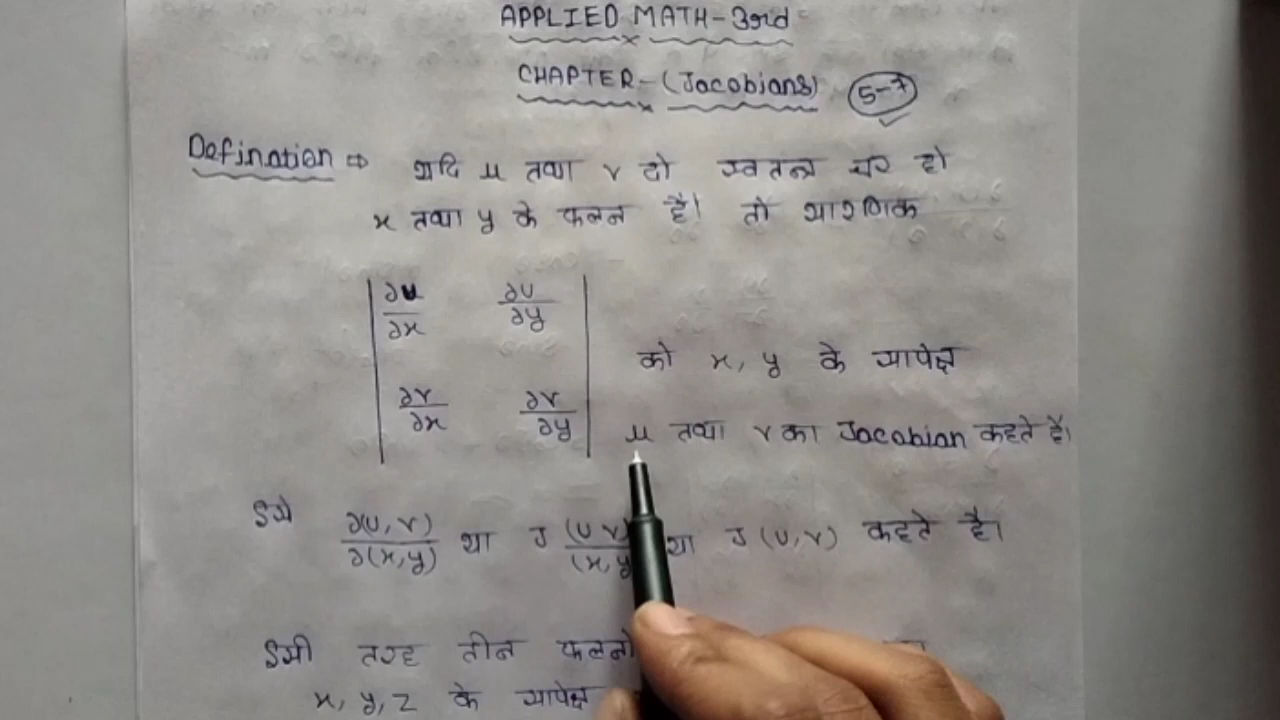 APPLIED MATH-3rd
CHAPTER-(Jacobians) 5-7
Defination ⇒ यदि u तथा v दो स्वतन्त्र चर हो
x तथा y के फलन है। तो सारणिक
| ∂u/∂x ∂u/∂y |
| ∂v/∂x ∂v/∂y | को x, y के सापेक्ष
u तथा v का Jacobian कहते है।
इसे ∂(u,v)/∂(x,y) या J (u v)/(x,y या J (u,v) कहते है।
इसी तरह तीन फलनो
x, y, z के सापेक्ष